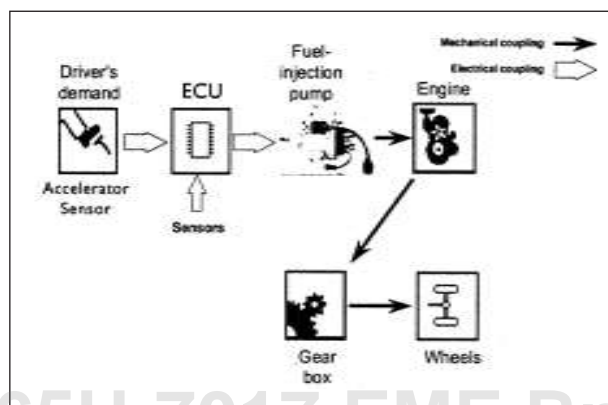 Mechanical coupling
Electrical coupling
Driver's
demand
ECU
Fuel-
injection
pump
Engine
Accelerator
Sensor
Sensors
Gear
box
Wheels